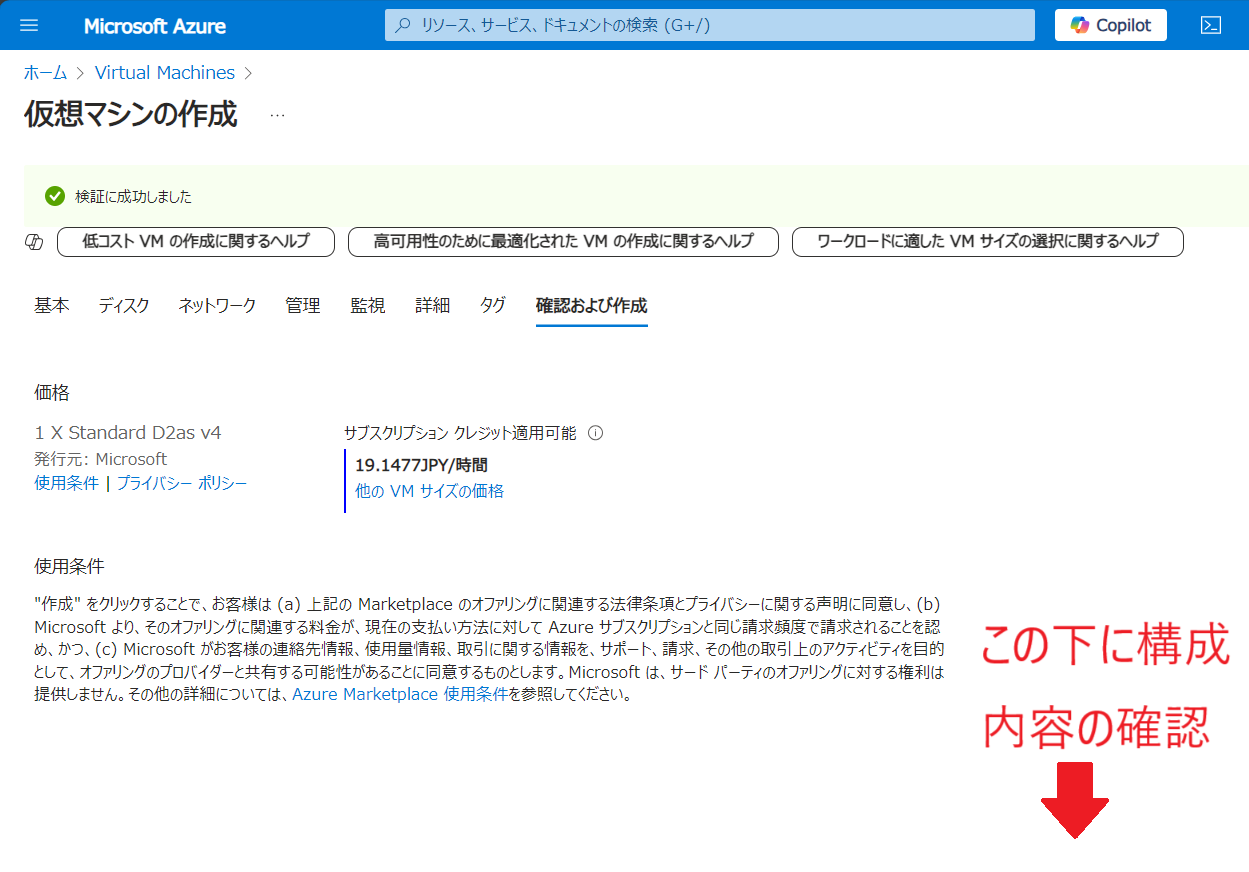 Microsoft Azure
リソース、サービス、ドキュメントの検索 (G+/)
Copilot
ホーム > Virtual Machines >
仮想マシンの作成 …
検証に成功しました
低コスト VM の作成に関するヘルプ
高可用性のために最適化された VM の作成に関するヘルプ
ワークロードに適した VM サイズの選択に関するヘルプ
基本 ディスク ネットワーク 管理 監視 詳細 タグ 確認および作成
価格
1 X Standard D2as v4
発行元: Microsoft
使用条件 | プライバシー ポリシー
サブスクリプション クレジット適用可能
19.1477JPY/時間
他の VM サイズの価格
使用条件
"作成" をクリックすることで、お客様は (a) 上記の Marketplace のオファリングに関連する法律条項とプライバシーに関する声明に同意し、(b)
Microsoft より、そのオファリングに関連する料金が、現在の支払い方法に対して Azure サブスクリプションと同じ請求頻度で請求されることを認
め、かつ、(c) Microsoft がお客様の連絡先情報、使用量情報、取引に関する情報を、サポート、請求、その他の取引上のアクティビティを目的
として、オファリングのプロバイダーと共有する可能性があることに同意するものとします。Microsoft は、サード パーティのオファリングに対する権利は
提供しません。その他の詳細については、Azure Marketplace 使用条件を参照してください。
この下に構成
内容の確認